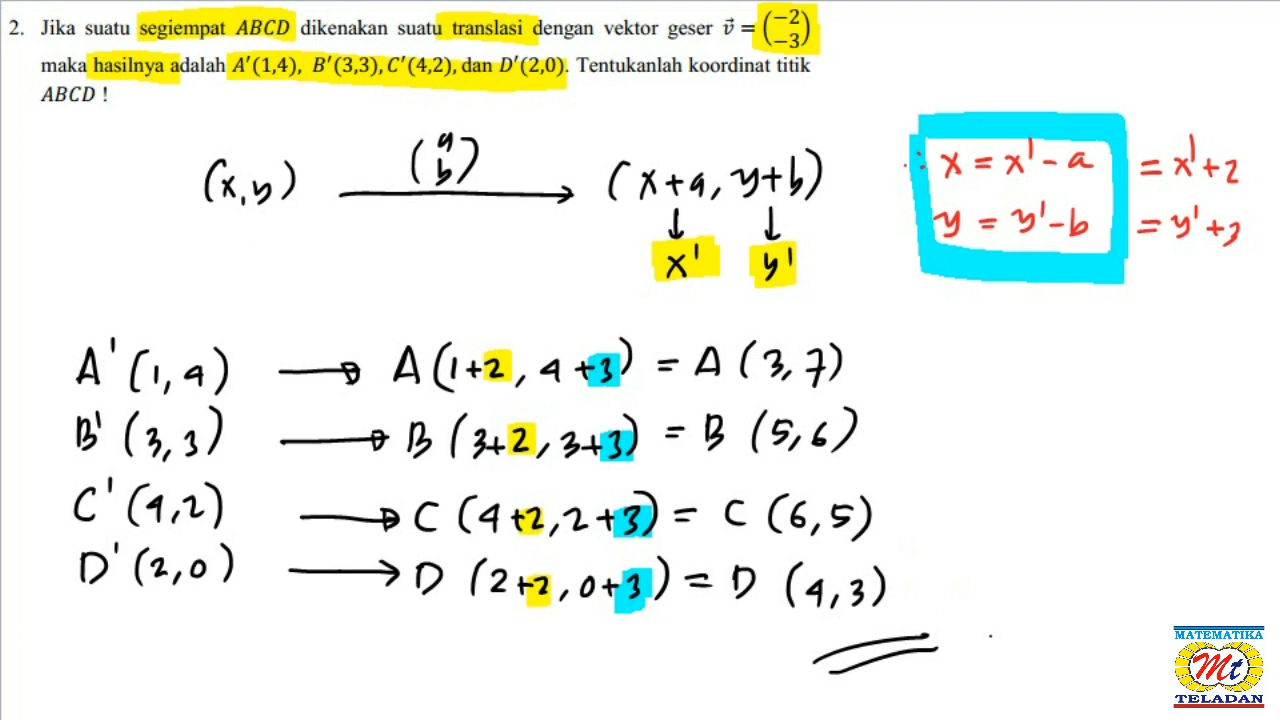 2. Jika suatu segiempat ABCD dikenakan suatu translasi dengan vektor geser v⃗ = (−2 −3)
maka hasilnya adalah A′(1,4), B′(3,3), C′(4,2), dan D′(2,0). Tentukanlah koordinat titik
ABCD !
(x,y) (a b) → (x+a, y+b)
↓ ↓
x' y'
∴ x = x' - a = x' + 2
y = y' - b = y' + 3
A' (1,4) → A (1+2, 4+3) = A (3,7)
B' (3,3) → B (3+2, 3+3) = B (5,6)
C' (4,2) → C (4+2, 2+3) = C (6,5)
D' (2,0) → D (2+2, 0+3) = D (4,3)
MATEMATIKA
Mt
TELADAN